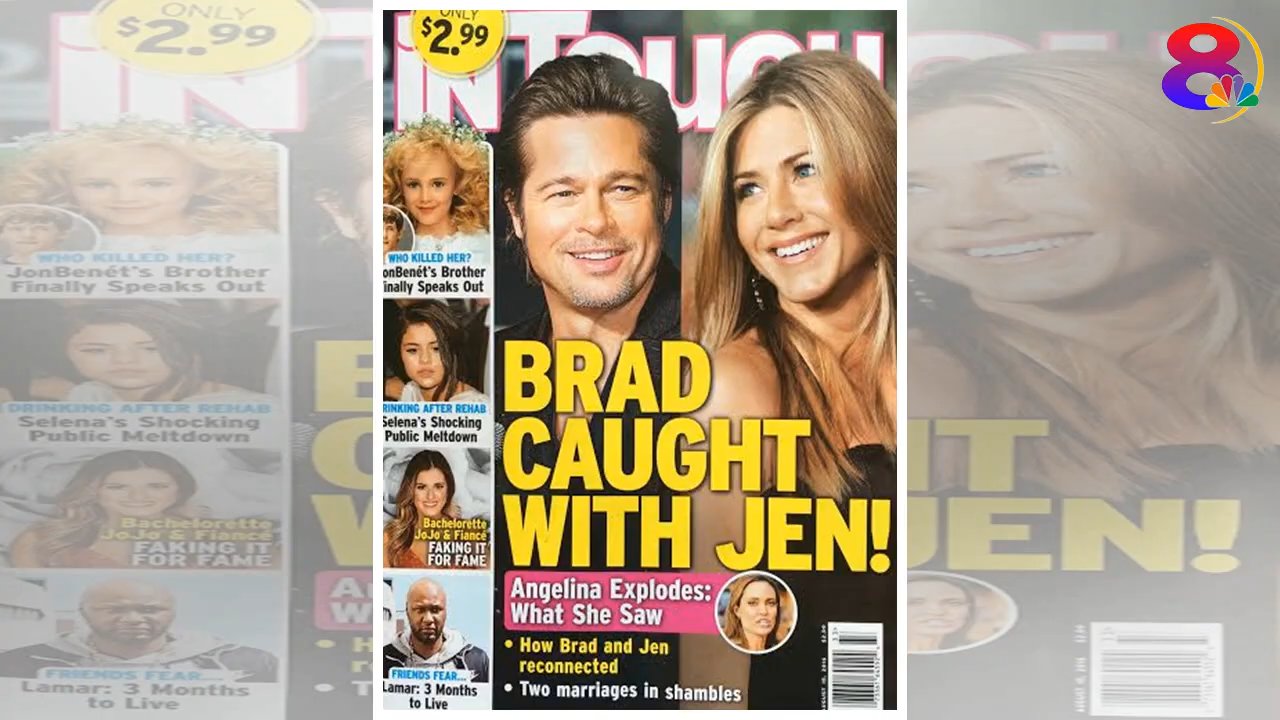 ONLY
$2.99
INTOUCH
WHO KILLED HER?
JonBenét's Brother
Finally Speaks Out
DRINKING AFTER REHAB
Selena's Shocking
Public Meltdown
Bachelorette
JoJo & Fiancé
FAKING IT
FOR FAME
FRIENDS FEAR...
Lamar: 3 Months
to Live
BRAD
CAUGHT
WITH JEN!
Angelina Explodes:
What She Saw
• How Brad and Jen
reconnected
• Two marriages in shambles
8